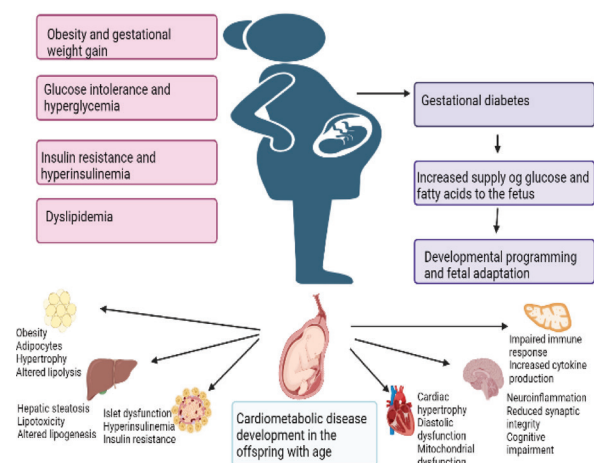 Obesity and gestational
weight gain
Glucose intolerance and
hyperglycemia
Insulin resistance and
hyperinsulinemia
Dyslipidemia
Gestational diabetes
Increased supply og glucose and
fatty acids to the fetus
Developmental programming
and fetal adaptation
Obesity
Adipocytes
Hypertrophy
Altered lipolysis
Hepatic steatosis
Lipotoxicity
Altered lipogenesis
Islet dysfunction
Hyperinsulinemia
Insulin resistance
Cardiometabolic disease
development in the
offspring with age
Cardiac
hypertrophy
Diastolic
dysfunction
Mitochondrial
dysfunction
Impaired immune
response
Increased cytokine
production
Neuroinflammation
Reduced synaptic
integrity
Cognitive
impairment